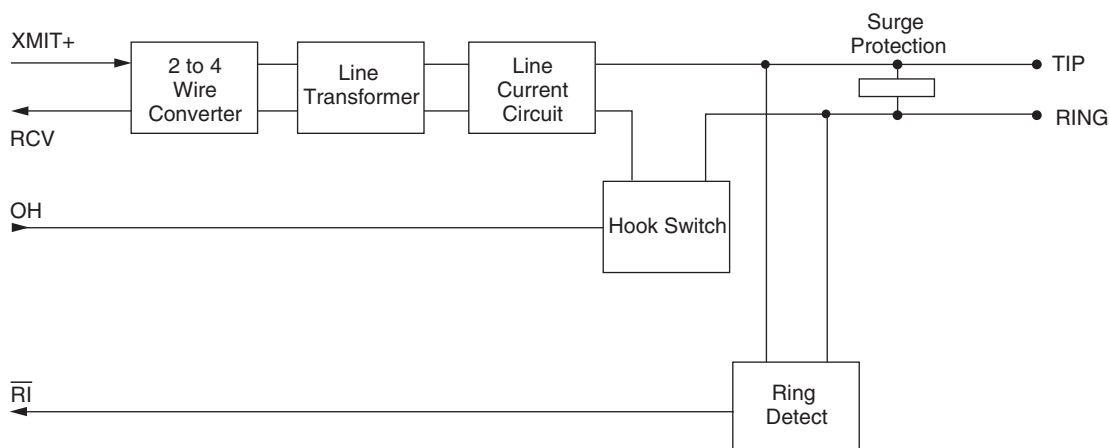 XMIT+
2 to 4
Wire
Converter
Line
Transformer
Line
Current
Circuit
Surge
Protection
TIP
RCV
RING
OH
Hook Switch
R̅I̅
Ring
Detect